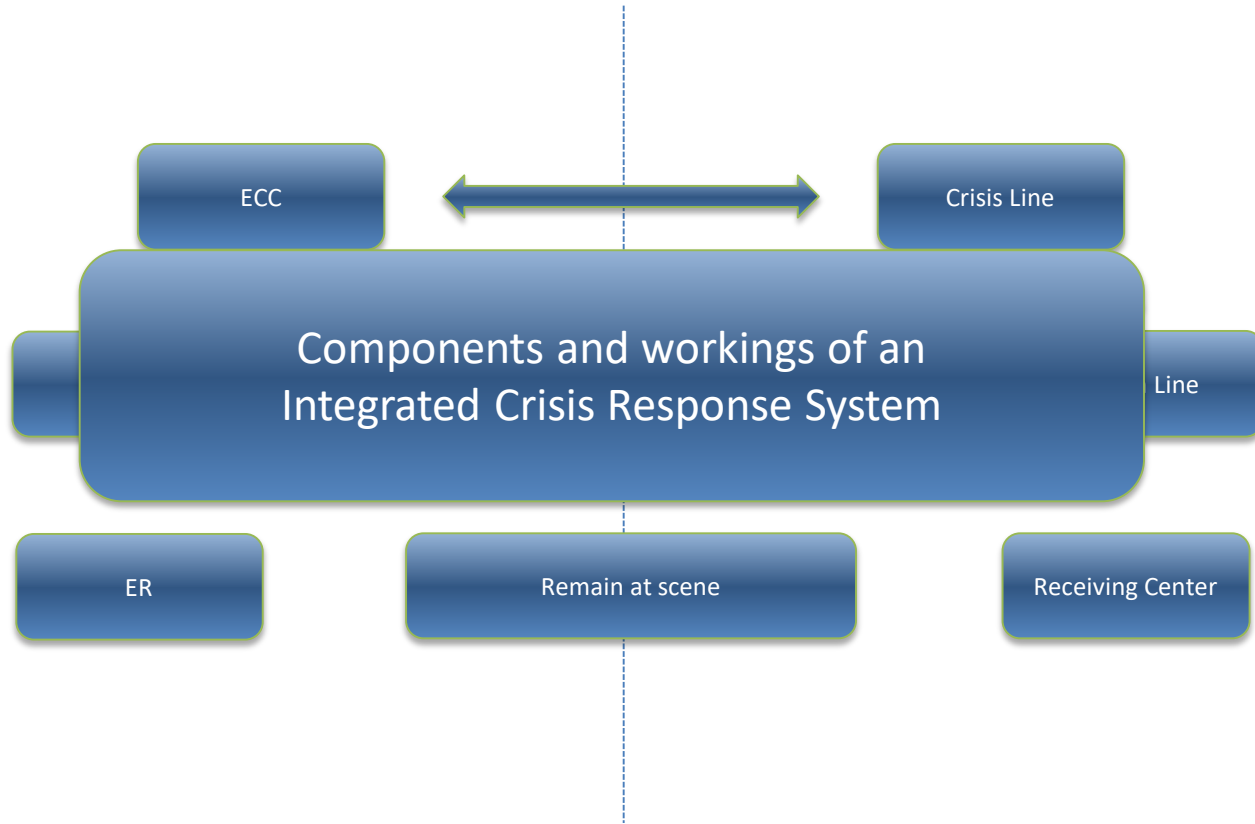 ECC
Crisis Line
Components and workings of an
Integrated Crisis Response System
Line
ER
Remain at scene
Receiving Center